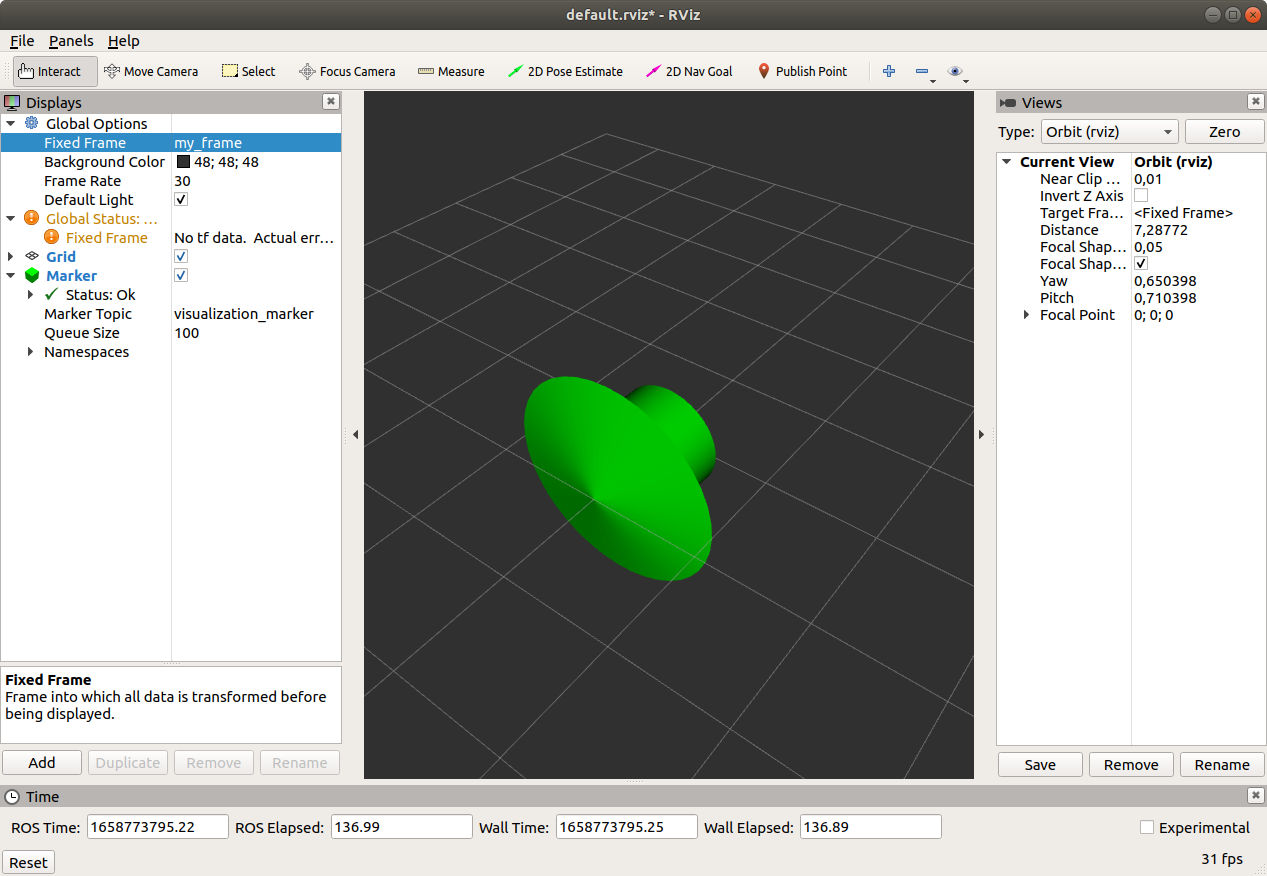 default.rviz* - RViz
File Panels Help
Interact Move Camera Select Focus Camera Measure 2D Pose Estimate 2D Nav Goal Publish Point
Displays
Global Options
Fixed Frame my_frame
Background Color 48; 48; 48
Frame Rate 30
Default Light
Global Status: ...
Fixed Frame No tf data. Actual err...
Grid
Marker
Status: Ok
Marker Topic visualization_marker
Queue Size 100
Namespaces
Fixed Frame
Frame into which all data is transformed before
being displayed.
Add Duplicate Remove Rename
Views
Type: Orbit (rviz) Zero
Current View Orbit (rviz)
Near Clip ... 0,01
Invert Z Axis
Target Fra... <Fixed Frame>
Distance 7,28772
Focal Shap... 0,05
Focal Shap...
Yaw 0,650398
Pitch 0,710398
Focal Point 0; 0; 0
Save Remove Rename
Time
ROS Time: 1658773795.22 ROS Elapsed: 136.99 Wall Time: 1658773795.25 Wall Elapsed: 136.89 Experimental
Reset 31 fps